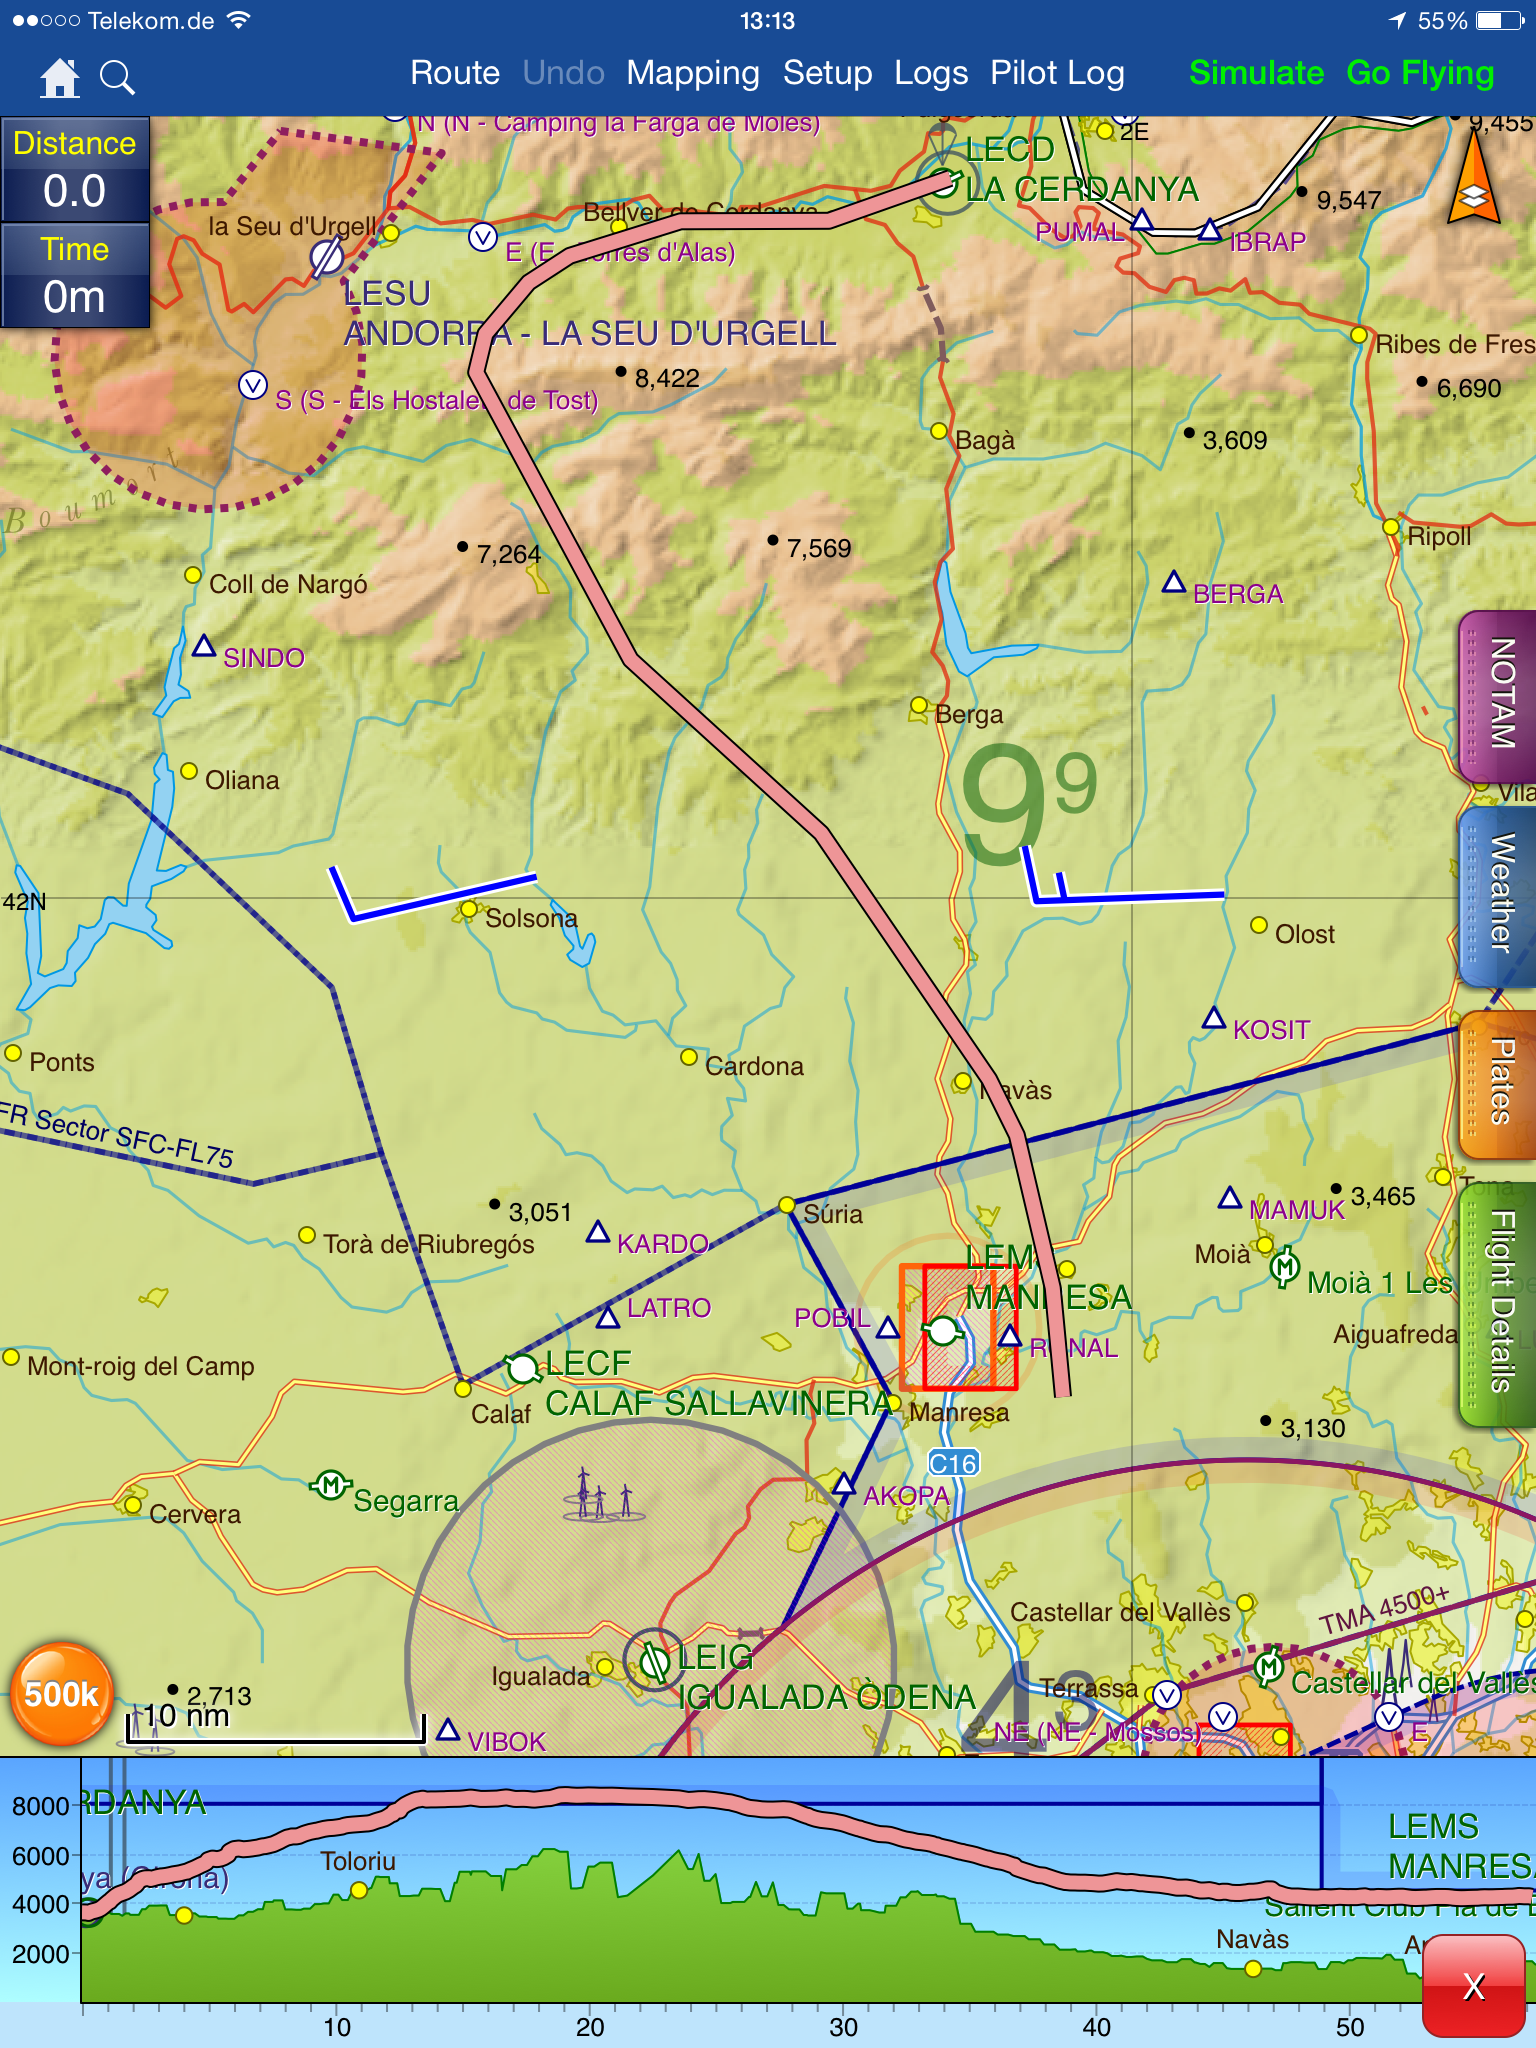 Telekom.de 13:13 55%
Route Undo Mapping Setup Logs Pilot Log Simulate Go Flying
Distance
0.0
Time
0m
N (N - Camping la Farga de Moles)
2E
9,455
LECD
LA CERDANYA
9,547
la Seu d'Urgell
Bellver de Cerdanya
PUMAL
IBRAP
E (E - Torres d'Alas)
LESU
ANDORRA - LA SEU D'URGELL
Ribes de Fres
8,422
6,690
S (S - Els Hostalets de Tost)
Bagà
3,609
Boumort
7,264
7,569
Ripoll
Coll de Nargó
BERGA
SINDO
NOTAM
Berga
Oliana
9 9
Vila
Weather
42N
Solsona
Olost
KOSIT
Ponts
Cardona
Navàs
Plates
FR Sector SFC-FL75
3,051
Súria
MAMUK
3,465
Tona
Torà de Riubregós
KARDO
Moià
LEM
MANRESA
Moià 1 Les
LATRO
POBIL
RONAL
Aiguafreda
Flight Details
Mont-roig del Camp
LECF
CALAF SALLAVINERA
Calaf
Manresa
3,130
C16
Segarra
AKOPA
Cervera
Castellar del Vallès
TMA 4500+
LEIG
IGUALADA ÒDENA
Igualada
Terrassa
Castellar del Vallès
500k
2,713
10 nm
VIBOK
4 3
NE (NE - Mossos)
E
8000
RDANYA
LEMS
MANRESA
6000
Toloriu
ya (Girona)
4000
Sallent Club Pla de B
2000
Navàs
A
X
10 20 30 40 50